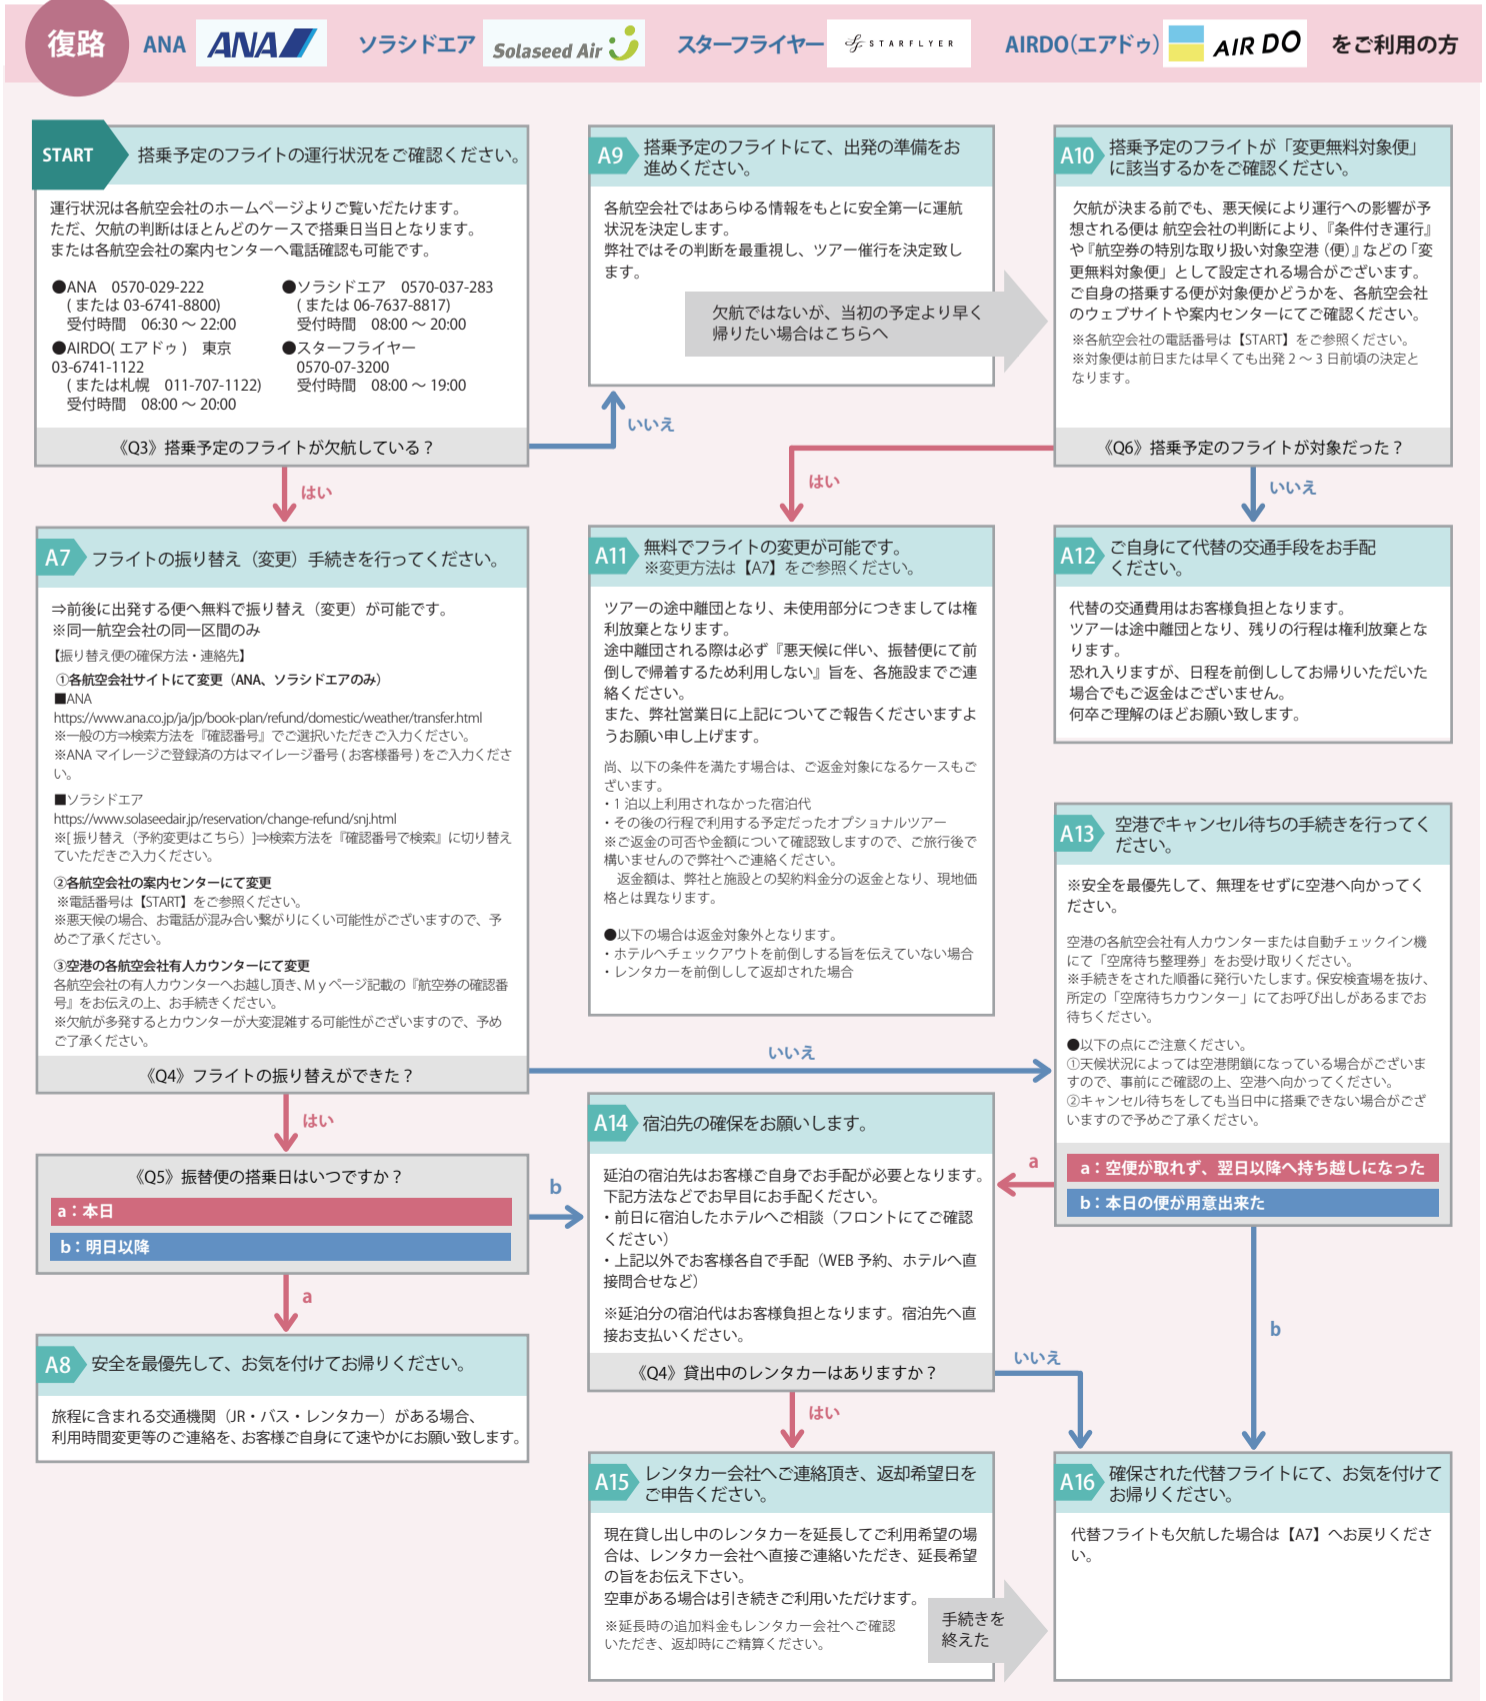 復路
ANA
ANA
ソラシドエア
Solaseed Air
スターフライヤー
STARFLYER
AIRDO(エアドゥ)
AIR DO
をご利用の方
START
搭乗予定のフライトの運行状況をご確認ください。
運行状況は各航空会社のホームページよりご覧いだたけます。
ただ、欠航の判断はほとんどのケースで搭乗日当日となります。
または各航空会社の案内センターへ電話確認も可能です。
●ANA 0570-029-222
(または 03-6741-8800)
受付時間 06:30 ～ 22:00
●AIRDO( エアドゥ ) 東京
03-6741-1122
(または札幌 011-707-1122)
受付時間 08:00 ～ 20:00
●ソラシドエア 0570-037-283
(または 06-7637-8817)
受付時間 08:00 ～ 20:00
●スターフライヤー
0570-07-3200
受付時間 08:00 ～ 19:00
《Q3》搭乗予定のフライトが欠航している？
いいえ
はい
A9
搭乗予定のフライトにて、出発の準備をお
進めください。
各航空会社ではあらゆる情報をもとに安全第一に運航
状況を決定します。
弊社ではその判断を最重視し、ツアー催行を決定致し
ます。
欠航ではないが、当初の予定より早く
帰りたい場合はこちらへ
A10
搭乗予定のフライトが「変更無料対象便」
に該当するかをご確認ください。
欠航が決まる前でも、悪天候により運行への影響が予
想される便は 航空会社の判断により、『条件付き運行』
や『航空券の特別な取り扱い対象空港（便）』などの「変
更無料対象便」として設定される場合がございます。
ご自身の搭乗する便が対象便かどうかを、各航空会社
のウェブサイトや案内センターにてご確認ください。
※各航空会社の電話番号は【START】をご参照ください。
※対象便は前日または早くても出発 2 ～ 3 日前頃の決定と
なります。
《Q6》搭乗予定のフライトが対象だった？
はい
いいえ
A7
フライトの振り替え（変更）手続きを行ってください。
⇒前後に出発する便へ無料で振り替え（変更）が可能です。
※同一航空会社の同一区間のみ
【振り替え便の確保方法・連絡先】
①各航空会社サイトにて変更（ANA、ソラシドエアのみ）
■ANA
https://www.ana.co.jp/ja/jp/book-plan/refund/domestic/weather/transfer.html
※一般の方⇒検索方法を『確認番号』でご選択いただきご入力ください。
※ANA マイレージご登録済の方はマイレージ番号 ( お客様番号 ) をご入力くださ
い。
■ソラシドエア
https://www.solaseedair.jp/reservation/change-refund/snj.html
※[ 振り替え（予約変更はこちら）]⇒検索方法を『確認番号で検索』に切り替え
ていただきご入力ください。
②各航空会社の案内センターにて変更
※電話番号は【START】をご参照ください。
※悪天候の場合、お電話が混み合い繋がりにくい可能性がございますので、予
めご了承ください。
③空港の各航空会社有人カウンターにて変更
各航空会社の有人カウンターへお越し頂き、Ｍｙページ記載の『航空券の確認番
号』をお伝えの上、お手続きください。
※欠航が多発するとカウンターが大変混雑する可能性がございますので、予め
ご了承ください。
《Q4》フライトの振り替えができた？
いいえ
はい
A11
無料でフライトの変更が可能です。
※変更方法は【A7】をご参照ください。
ツアーの途中離団となり、未使用部分につきましては権
利放棄となります。
途中離団される際は必ず『悪天候に伴い、振替便にて前
倒しで帰着するため利用しない』旨を、各施設までご連
絡ください。
また、弊社営業日に上記についてご報告くださいますよ
うお願い申し上げます。
尚、以下の条件を満たす場合は、ご返金対象になるケースもご
ざいます。
・1 泊以上利用されなかった宿泊代
・その後の行程で利用する予定だったオプショナルツアー
※ご返金の可否や金額について確認致しますので、ご旅行後で
構いませんので弊社へご連絡ください。
返金額は、弊社と施設との契約料金分の返金となり、現地価
格とは異なります。
●以下の場合は返金対象外となります。
・ホテルへチェックアウトを前倒しする旨を伝えていない場合
・レンタカーを前倒しして返却された場合
A12
ご自身にて代替の交通手段をお手配
ください。
代替の交通費用はお客様負担となります。
ツアーは途中離団となり、残りの行程は権利放棄とな
ります。
恐れ入りますが、日程を前倒ししてお帰りいただいた
場合でもご返金はございません。
何卒ご理解のほどお願い致します。
A13
空港でキャンセル待ちの手続きを行ってく
ださい。
※安全を最優先して、無理をせずに空港へ向かってく
ださい。
空港の各航空会社有人カウンターまたは自動チェックイン機
にて「空席待ち整理券」をお受け取りください。
※手続きをされた順番に発行いたします。保安検査場を抜け、
所定の「空席待ちカウンター」にてお呼び出しがあるまでお
待ちください。
●以下の点にご注意ください。
①天候状況によっては空港閉鎖になっている場合がございま
すので、事前にご確認の上、空港へ向かってください。
②キャンセル待ちをしても当日中に搭乗できない場合がござ
いますので予めご了承ください。
a：空便が取れず、翌日以降へ持ち越しになった
b：本日の便が用意出来た
a
b
《Q5》振替便の搭乗日はいつですか？
a：本日
b：明日以降
b
a
A14
宿泊先の確保をお願いします。
延泊の宿泊先はお客様ご自身でお手配が必要となります。
下記方法などでお早目にお手配ください。
・前日に宿泊したホテルへご相談（フロントにてご確認
ください）
・上記以外でお客様各自で手配（WEB 予約、ホテルへ直
接問合せなど）
※延泊分の宿泊代はお客様負担となります。宿泊先へ直
接お支払いください。
《Q4》貸出中のレンタカーはありますか？
いいえ
はい
A8
安全を最優先して、お気を付けてお帰りください。
旅程に含まれる交通機関（JR・バス・レンタカー）がある場合、
利用時間変更等のご連絡を、お客様ご自身にて速やかにお願い致します。
A15
レンタカー会社へご連絡頂き、返却希望日を
ご申告ください。
現在貸し出し中のレンタカーを延長してご利用希望の場
合は、レンタカー会社へ直接ご連絡いただき、延長希望
の旨をお伝え下さい。
空車がある場合は引き続きご利用いただけます。
※延長時の追加料金もレンタカー会社へご確認
いただき、返却時にご精算ください。
手続きを
終えた
A16
確保された代替フライトにて、お気を付けて
お帰りください。
代替フライトも欠航した場合は【A7】へお戻りくださ
い。